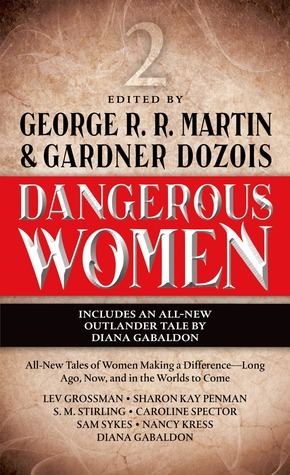 2
EDITED BY
GEORGE R. R. MARTIN
& GARDNER DOZOIS
DANGEROUS
WOMEN
INCLUDES AN ALL-NEW
OUTLANDER TALE BY
DIANA GABALDON
All-New Tales of Women Making a Difference—Long
Ago, Now, and in the Worlds to Come
LEV GROSSMAN • SHARON KAY PENMAN
S. M. STIRLING • CAROLINE SPECTOR
SAM SYKES • NANCY KRESS
DIANA GABALDON